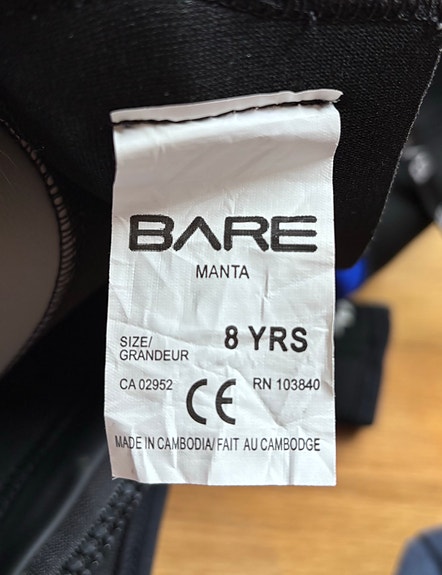 BARE
MANTA
SIZE/ 8 YRS
GRANDEUR
CA 02952 CE RN 103840
MADE IN CAMBODIA/ FAIT AU CAMBODGE